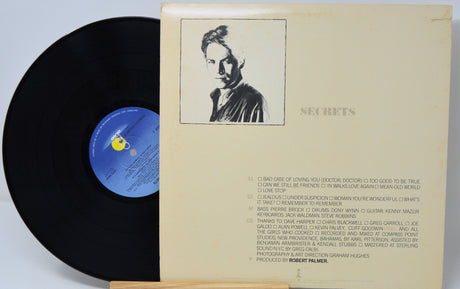 SECRETS
S1. ☐ BAD CASE OF LOVING YOU (DOCTOR, DOCTOR) ☐ TOO GOOD TO BE TRUE
☐ CAN WE STILL BE FRIENDS ☐ IN WALKS LOVE AGAIN ☐ MEAN OLD WORLD
☐ LOVE STOP
☐ JEALOUS ☐ UNDER SUSPICION ☐ WOMAN YOU'RE WONDERFUL ☐ WHAT'S
IT TAKE? ☐ REMEMBER TO REMEMBER.
BASS: PIERRE BROCK ☐ DRUMS: DONY WYNN ☐ GUITAR: KENNY MAZUR
KEYBOARDS: JACK WALDMAN, STEVE ROBBINS
THANKS TO DAVE HARPER, ☐ CHRIS BLACKWELL ☐ GREG CARROLL ☐ JOE
GALDO ☐ ALAN POWELL ☐ KEVIN FALVEY, CLIFF GOODWIN AND ALL
THE GIRLS WHO COOKED ☐ RECORDED AND MIXED AT COMPASS POINT
STUDIOS, NEW PROVIDENCE, BAHAMAS, BY KARL PITTERSON; ASSISTED BY:
BENJAMIN ARMBRISTER & KENDALL STUBBS ☐ MASTERED AT STERLING
SOUND N.Y.C. BY GREG CALBI
PHOTOGRAPHY & ART DIRECTION GRAHAM HUGHES
P. PRODUCED BY ROBERT PALMER.